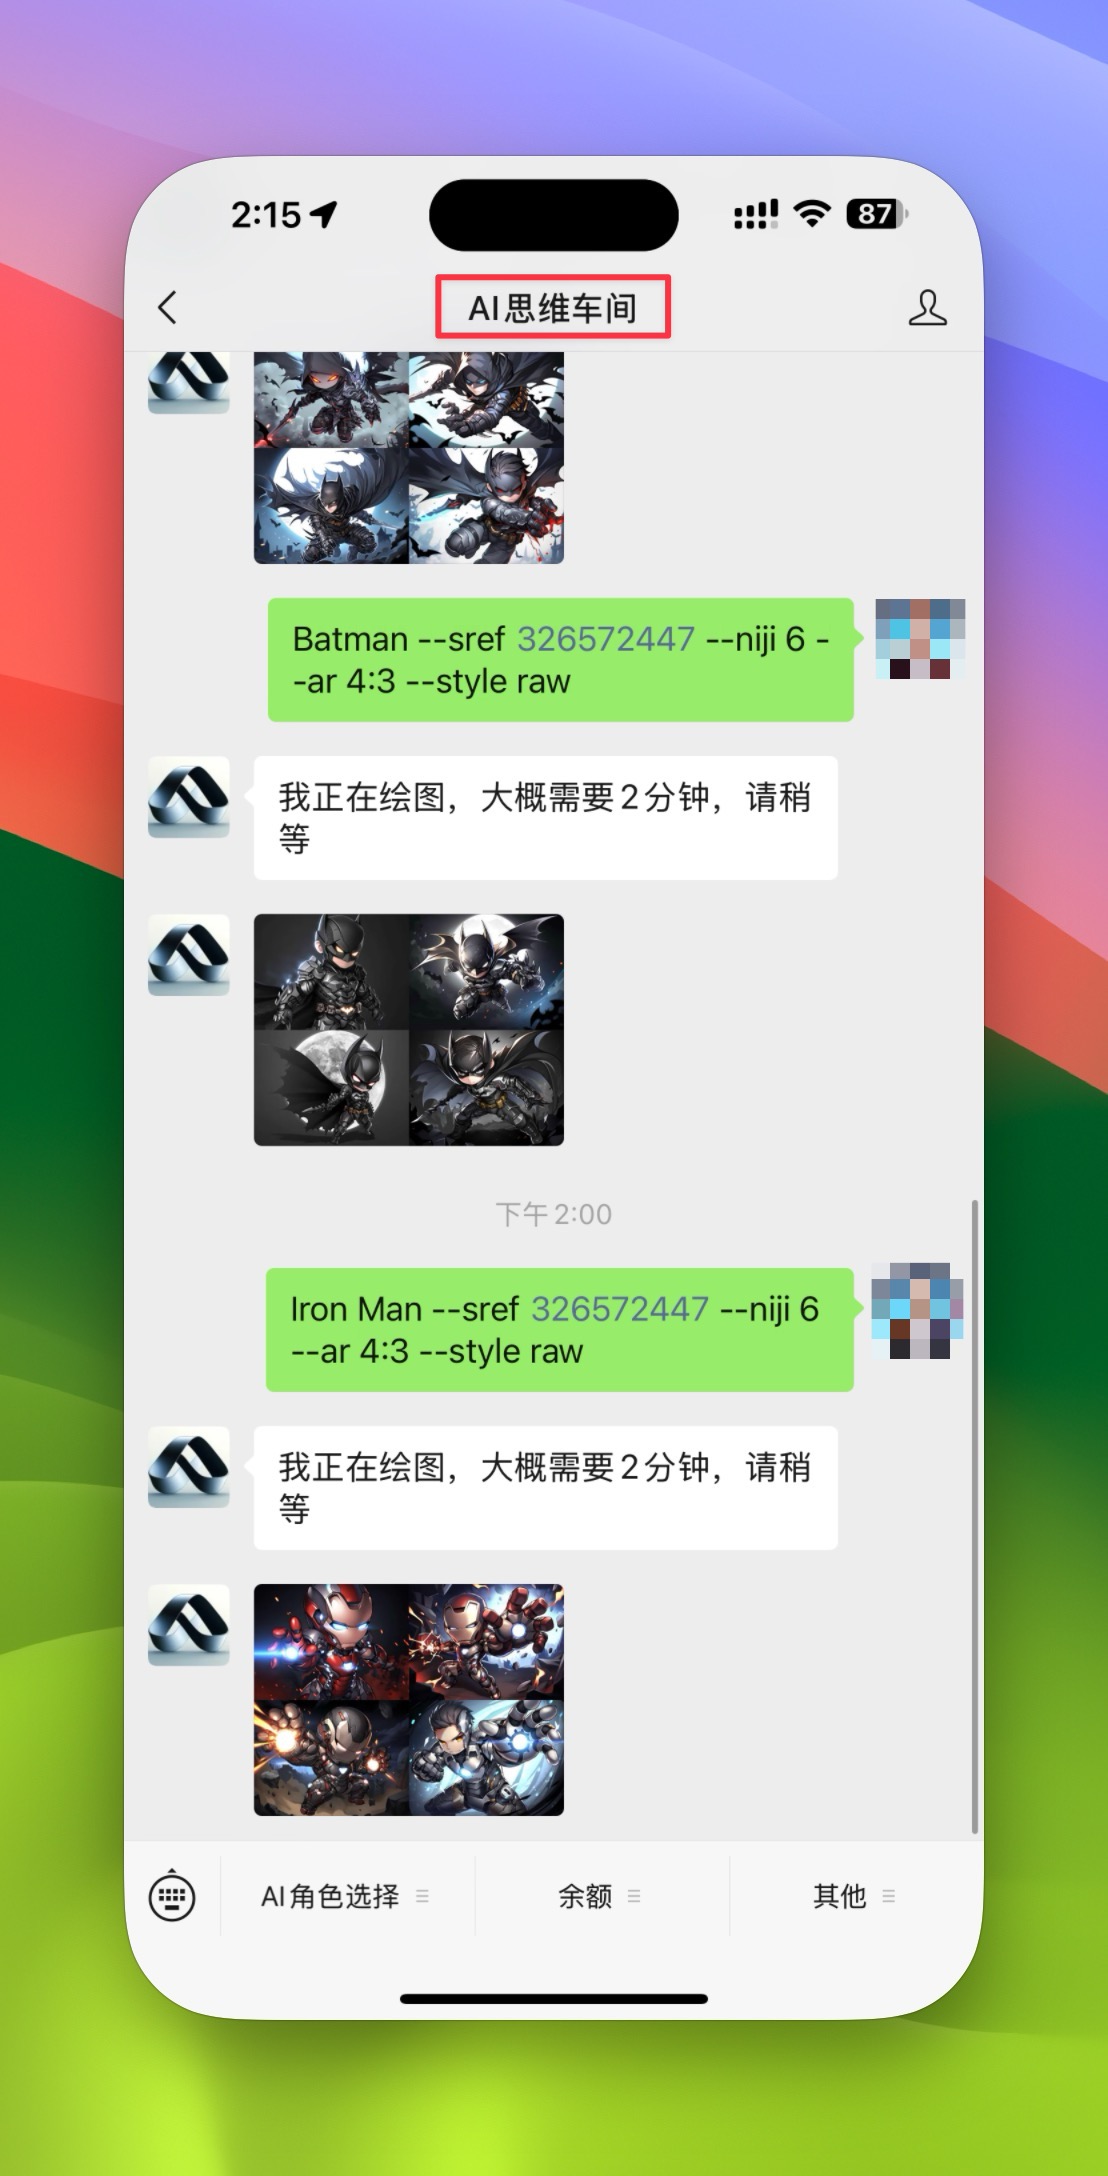 2:15
87
AI思维车间
Batman --sref 326572447 --niji 6 -
-ar 4:3 --style raw
我正在绘图，大概需要2分钟，请稍
等
下午2:00
Iron Man --sref 326572447 --niji 6
--ar 4:3 --style raw
我正在绘图，大概需要2分钟，请稍
等
AI角色选择
余额
其他